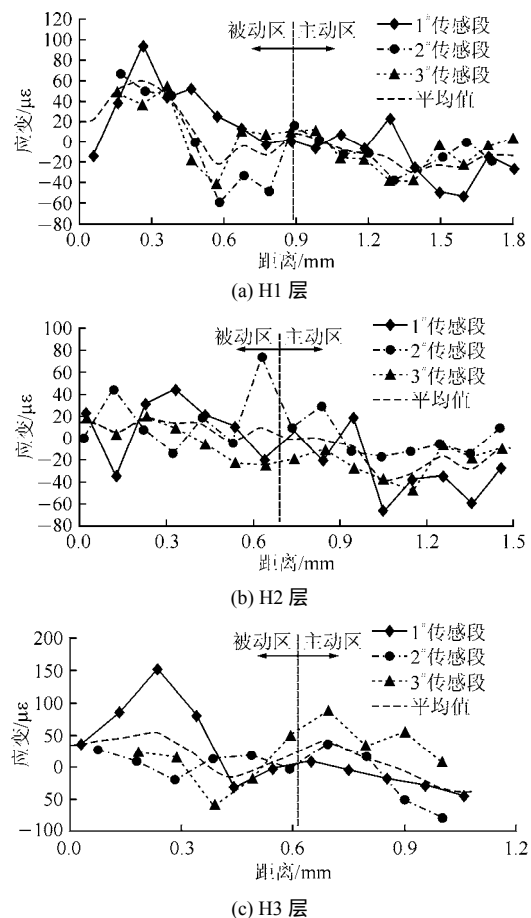 120
100
80
60
40
20
0
−20
−40
−60
−80
应变/με
被动区 主动区
1#传感段
2#传感段
3#传感段
平均值
0 0.3 0.6 0.9 1.2 1.5 1.8
距离/mm
(a) H1 层
100
80
60
40
20
0
−20
−40
−60
−80
应变/με
被动区 主动区
1#传感段
2#传感段
3#传感段
平均值
0 0.3 0.6 0.9 1.2 1.5
距离/mm
(b) H2 层
200
150
100
50
0
−50
−100
应变/με
被动区 主动区
1#传感段
2#传感段
3#传感段
平均值
0.0 0.3 0.6 0.9 1.2
距离/mm
(c) H3 层